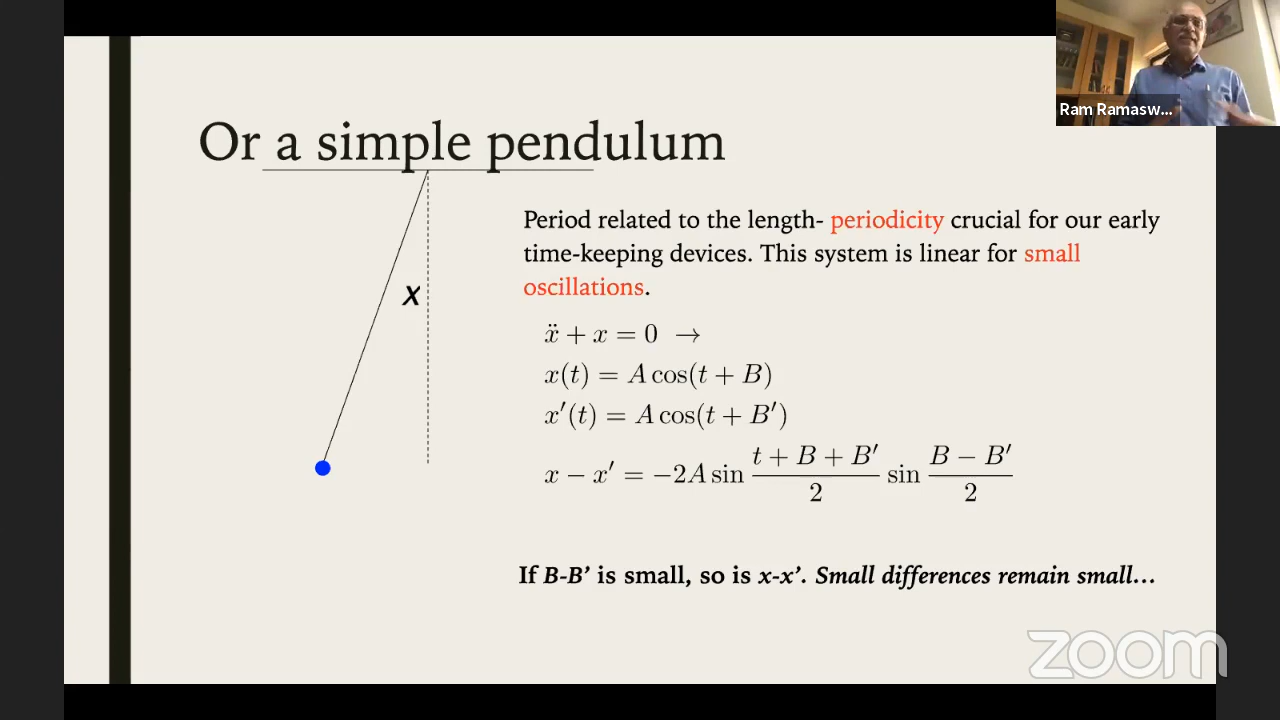 Ram Ramasw...
Or a simple pendulum
Period related to the length- periodicity crucial for our early
time-keeping devices. This system is linear for small
oscillations.
x
ẍ + x = 0 →
x(t) = A cos(t + B)
x′(t) = A cos(t + B′)
x − x′ = −2A sin (t + B + B′)/2 sin (B − B′)/2
If B-B’ is small, so is x-x’. Small differences remain small...
zoom